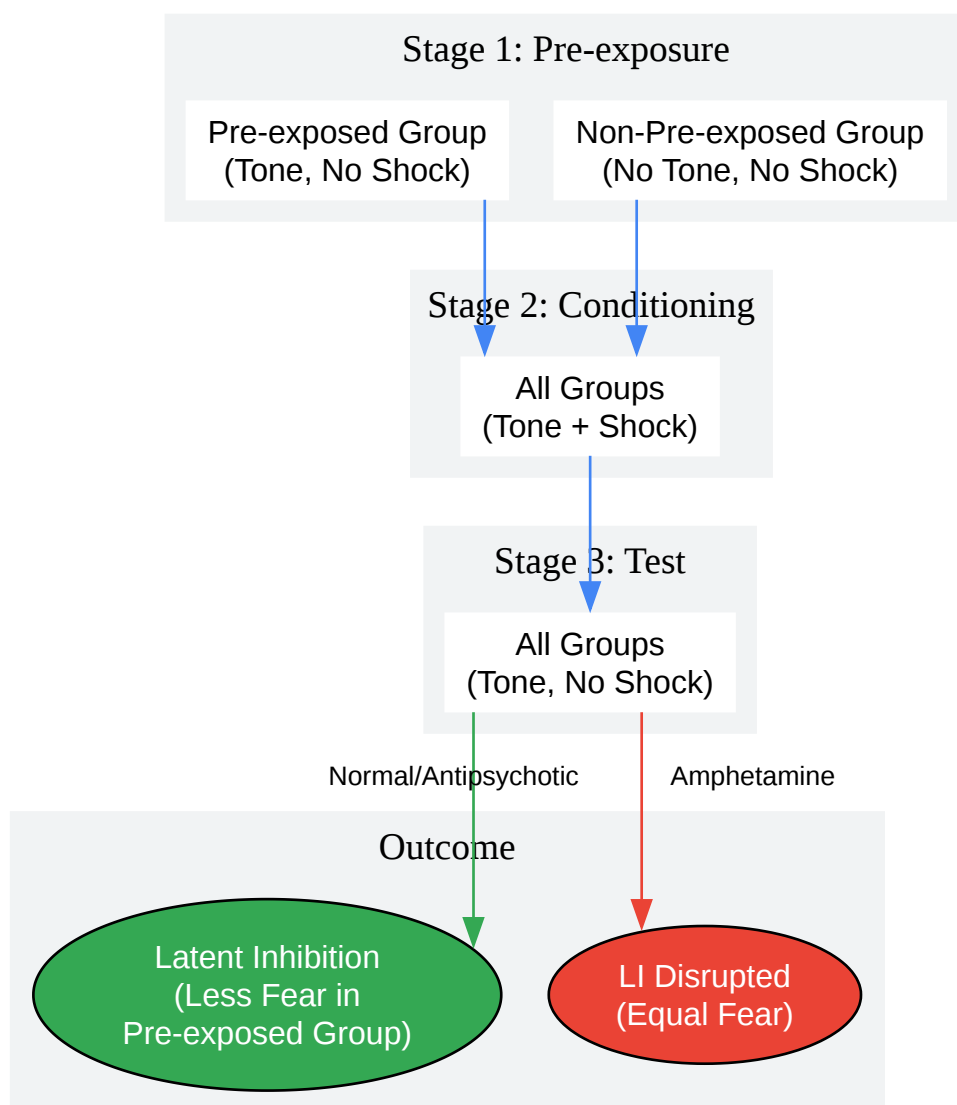 Stage 1: Pre-exposure
Pre-exposed Group
(Tone, No Shock)
Non-Pre-exposed Group
(No Tone, No Shock)
Stage 2: Conditioning
All Groups
(Tone + Shock)
Stage 3: Test
All Groups
(Tone, No Shock)
Normal/Antipsychotic
Amphetamine
Outcome
Latent Inhibition
(Less Fear in
Pre-exposed Group)
LI Disrupted
(Equal Fear)